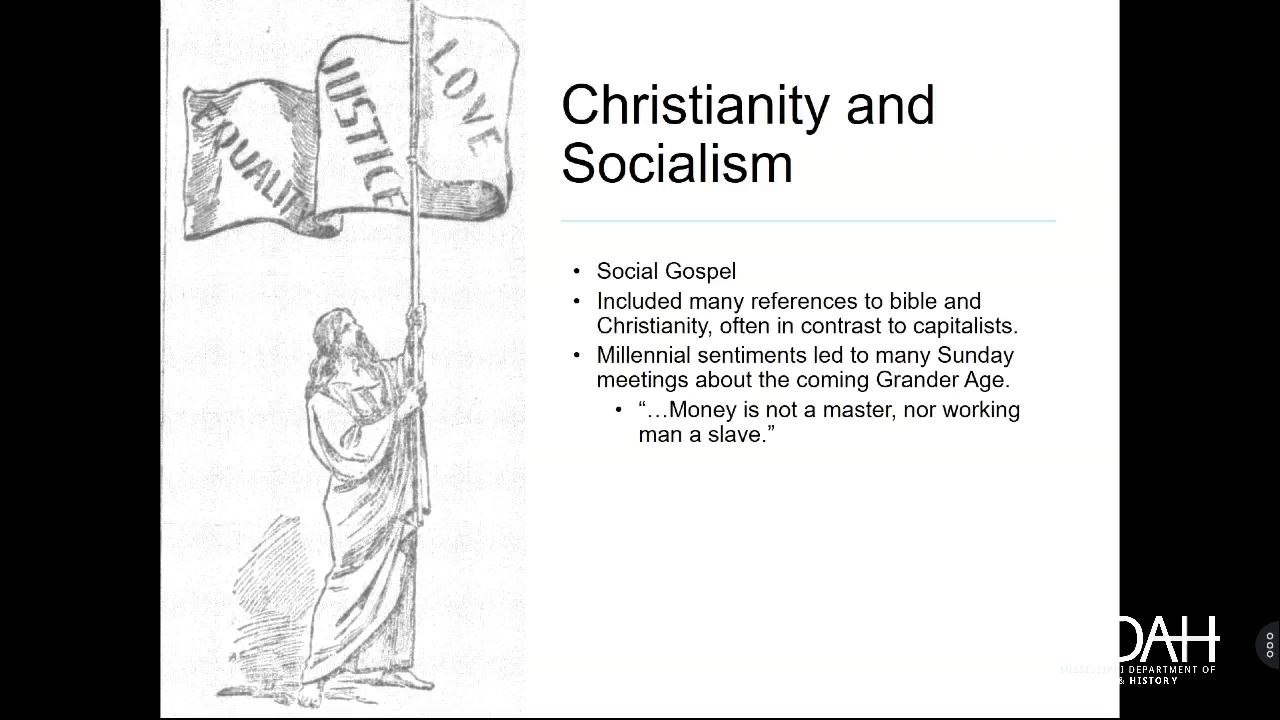 LOVE
JUSTICE
EQUALITY
Christianity and
Socialism
• Social Gospel
• Included many references to bible and
Christianity, often in contrast to capitalists.
• Millennial sentiments led to many Sunday
meetings about the coming Grander Age.
• “…Money is not a master, nor working
man a slave.”
DAH
MISSISSIPPI DEPARTMENT OF
& HISTORY